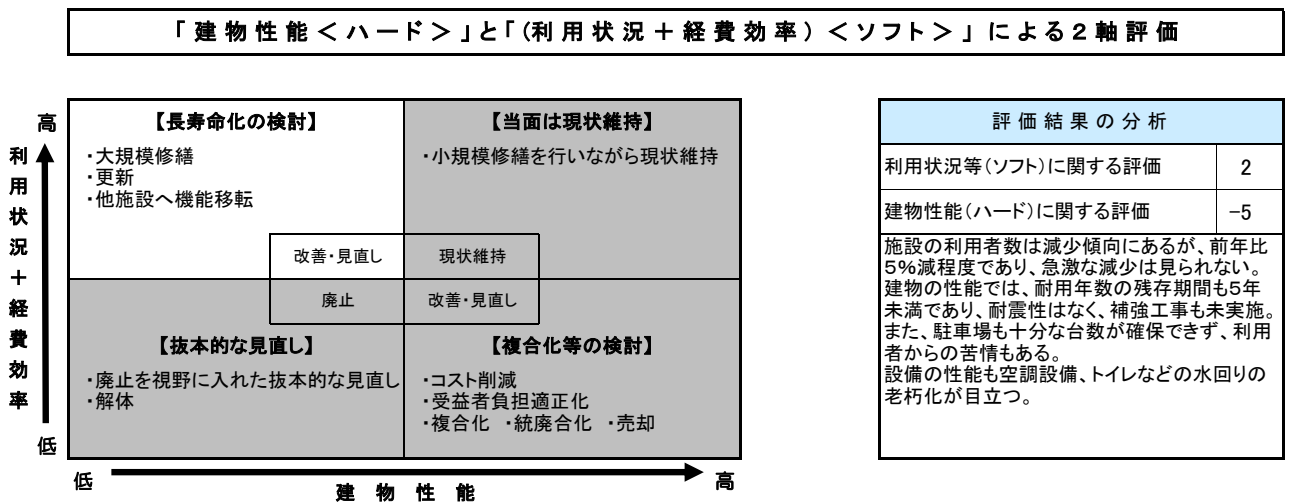 「建物性能＜ハード＞」と「(利用状況＋経費効率)＜ソフト＞」による２軸評価
高
利用状況＋経費効率
低
【長寿命化の検討】
・大規模修繕
・更新
・他施設へ機能移転
【当面は現状維持】
・小規模修繕を行いながら現状維持
改善・見直し
現状維持
廃止
改善・見直し
【抜本的な見直し】
・廃止を視野に入れた抜本的な見直し
・解体
【複合化等の検討】
・コスト削減
・受益者負担適正化
・複合化 ・統廃合化 ・売却
低
建物性能
高
評価結果の分析
利用状況等(ソフト)に関する評価 2
建物性能(ハード)に関する評価 -5
施設の利用者数は減少傾向にあるが、前年比
５％減程度であり、急激な減少は見られない。
建物の性能では、耐用年数の残存期間も５年
未満であり、耐震性はなく、補強工事も未実施。
また、駐車場も十分な台数が確保できず、利用
者からの苦情もある。
設備の性能も空調設備、トイレなどの水回りの
老朽化が目立つ。